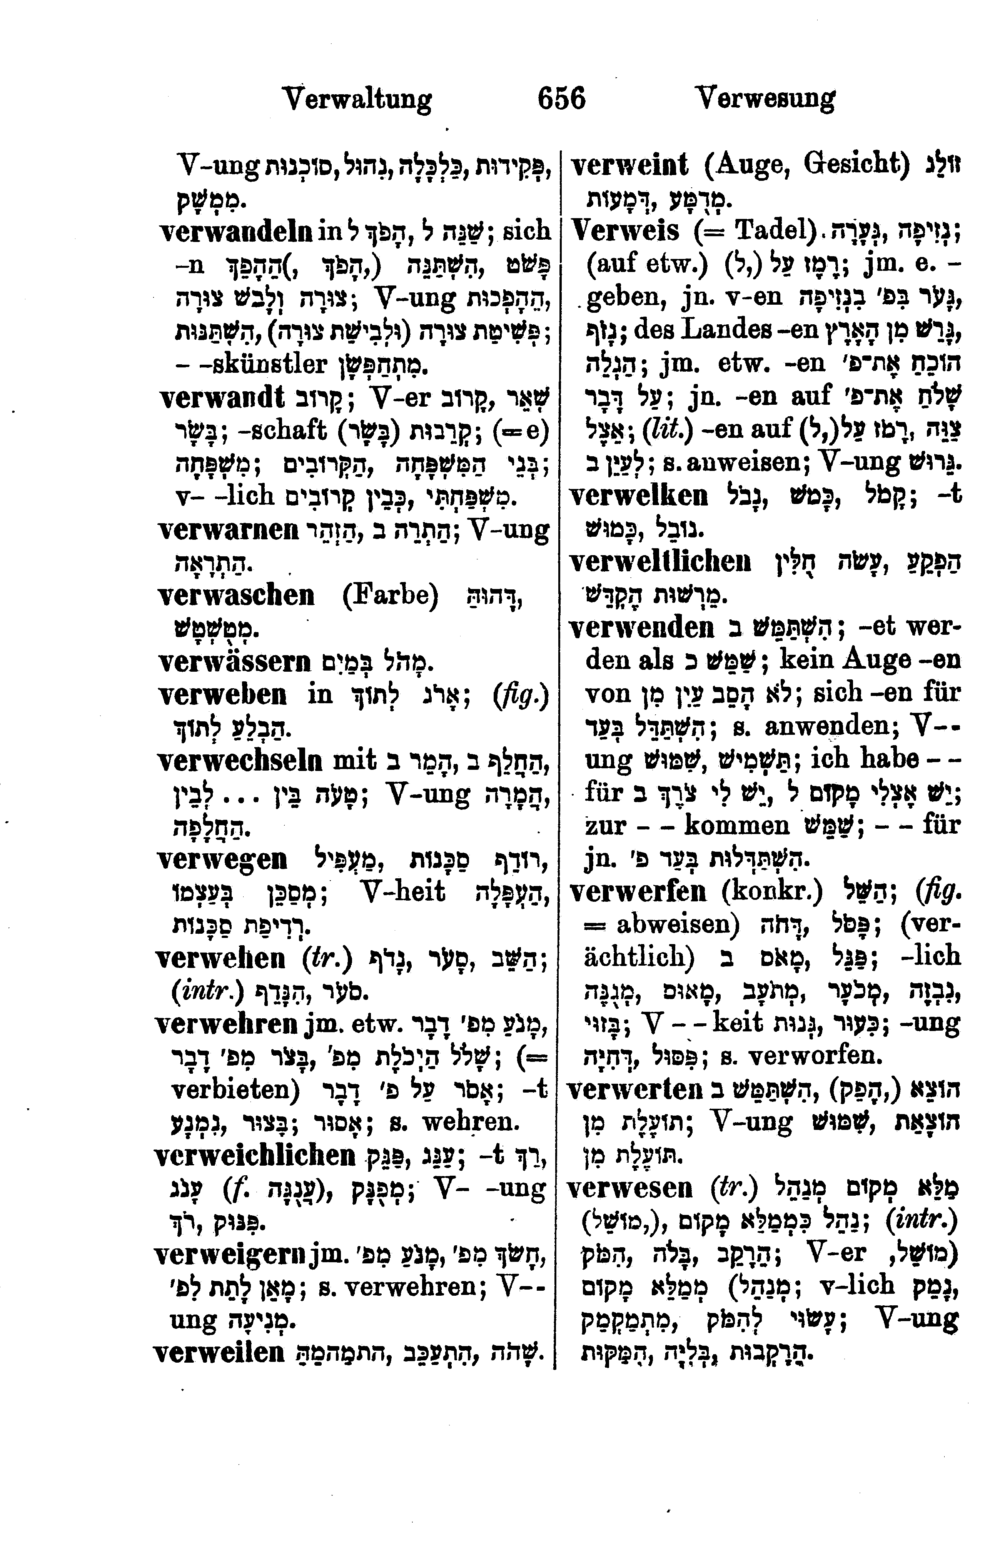 Verwaltung 656 Verwesung
V-ung פְּקִידוּת, כַּלְכָּלָה, נִהוּל, סוֹכְנוּת,
מִמְשָׁק.
verwandeln in שַׁנֵּה לְ, הָפֹךְ לְ; sich
-n פָּשֹׁט, הִשְׁתַּנֵּה (הָפֹךְ,) הֵהָפֵךְ
צוּרָה וְלָבֹשׁ צוּרָה; V-ung הֵהָפְכוּת,
פְּשִׁיטַת צוּרָה (וּלְבִישַׁת צוּרָה), הִשְׁתַּנּוּת;
- -skünstler מִתְחַפְּשָׂן.
verwandt קָרוֹב; V-er קָרוֹב, שְׁאֵר
בָּשָׂר; -schaft קִרְבוּת (בָּשָׂר); (=e)
בְּנֵי הַמִּשְׁפָּחָה, הַקְּרוֹבִים; מִשְׁפָּחָה;
v- -lich מִשְׁפַּחְתִּי, כְּבֵין קְרוֹבִים.
verwarnen הַתְרֵה ב, הַזְהֵר; V-ung
הַתְרָאָה.
verwaschen (Farbe) דָּהוּהַּ,
מְטֻשְׁטָשׁ.
verwässern מָהֹל בְּמַיִם.
verweben in אָרֹג לְתוֹךְ; (fig.)
הַבְלֵעַ לְתוֹךְ.
verwechseln mit הַחֲלֵף ב, הָמֵר ב,
טָעֹה בֵּין ... לְבֵין; V-ung הֲמָרָה,
הַחֲלָפָה.
verwegen רוֹדֵף סַכָּנוֹת, מַעְפִּיל,
מְסַכֵּן בְּעַצְמוֹ; V-heit הַעְפָּלָה,
רְדִיפַת סַכָּנוֹת.
verwehen (tr.) הַשֵּׁב, סָעֹר, נָדֹף;
(intr.) סֹעַר, הִנָּדֵף.
verwehren jm. etw. מָנֹעַ מִפ' דָּבָר,
שָׁלֹל הַיְכֹלֶת מִפ', בָּצֹר מִפ' דָּבָר; (=
verbieten) אָסֹר עַל פ' דָּבָר; -t
נִמְנָע, בָּצוּר; אָסוּר; s. wehren.
verweichlichen עַנֵּג, פַּנֵּק; -t רַךְ,
עָנֹג (f. עֲנֻגָּה), מְפֻנָּק; V- -ung
פִּנּוּק, רֹךְ.
verweigern jm. חָשֹׂךְ מִפ', מָנֹעַ מִפ',
מָאֵן לָתֵת לִפ'; s. verwehren; V--
ung מְנִיעָה.
verweilen שָׁהֹה, הִתְעַכֵּב, הִתְמַהְמֵהַּ.
verweint (Auge, Gesicht) זוֹלֵג
דְּמָעוֹת, מְדֻמָּע.
Verweis (= Tadel) נְזִיפָה, גְּעָרָה;
(auf etw.) רֶמֶז עַל (,ל); jm. e. -
geben, jn. v-en גָּעֹר בְּפ' בִּנְזִיפָה,
נָזוֹף; des Landes -en גָּרֵשׁ מִן הָאָרֶץ,
הַגְלֵה; jm. etw. -en הוֹכֵחַ אֶת-פ'
עַל דָּבָר; jn. -en auf שָׁלֹחַ אֶת-פ'
אֵצֶל; (lit.) -en auf צַוֵּה, רָמֹז עַל(,ל)
לְעַיֵּן ב; s. anweisen; V-ung גֵּרוּשׁ.
verwelken קָמֹל, כָּמֹשׁ, נָבֹל; -t
נוֹבֵל, כָּמוּשׁ.
verweltlichen הַפְקֵעַ, עָשֹׂה חֻלִּין
מֵרְשׁוּת הֶקְדֵּשׁ.
verwenden הִשְׁתַּמֵּשׁ ב; -et wer-
den als שַׁמֵּשׁ כ; kein Auge -en
von לֹא הָסֵב עַיִן מִן; sich -en für
הִשְׁתַּדֵּל בְּעַד; s. anwenden; V--
ung תַּשְׁמִישׁ, שִׁמּוּשׁ; ich habe - -
für יֵשׁ אֶצְלִי מָקוֹם ל, יֶשׁ לִי צֹרֶךְ ב;
zur - - kommen שַׁמֵּשׁ; - - für
jn. הִשְׁתַּדְּלוּת בְּעַד פ'.
verwerfen (konkr.) הַשֵּׁל; (fig.
= abweisen) פָּסֹל, דָּחֹה; (ver-
ächtlich) פַּגֵּל, מָאֹס ב; -lich
נִבְזֶה, מְכֹעָר, מְתֹעָב, מָאוּס, מְגֻנֶּה,
בָּזוּי; V - - keit כִּעוּר, גְּנוּת; -ung
פִּסּוּל, דְּחִיָּה; s. verworfen.
verwerten הוֹצֵא (,הָפֵק), הִשְׁתַּמֵּשׁ ב
תּוֹעֶלֶת מִן; V-ung הוֹצָאַת, שִׁמּוּשׁ
תּוֹעֶלֶת מִן.
verwesen (tr.) מַלֵּא מְקוֹם מְנַהֵל
(מוֹשֵׁל,), נַהֵל כִּמְמַלֵּא מָקוֹם; (intr.)
הֵרָקֵב, בָּלֹה, הִמֹּק; V-er (מוֹשֵׁל,
מְנַהֵל) מְמַלֵּא מָקוֹם; v-lich נָמֵק,
עָשׂוּי לְהִמֹּק, מִתְמַקְמֵק; V-ung
הֵרָקְבוּת, בְּלִיָּה, הִמַּקּוּת.